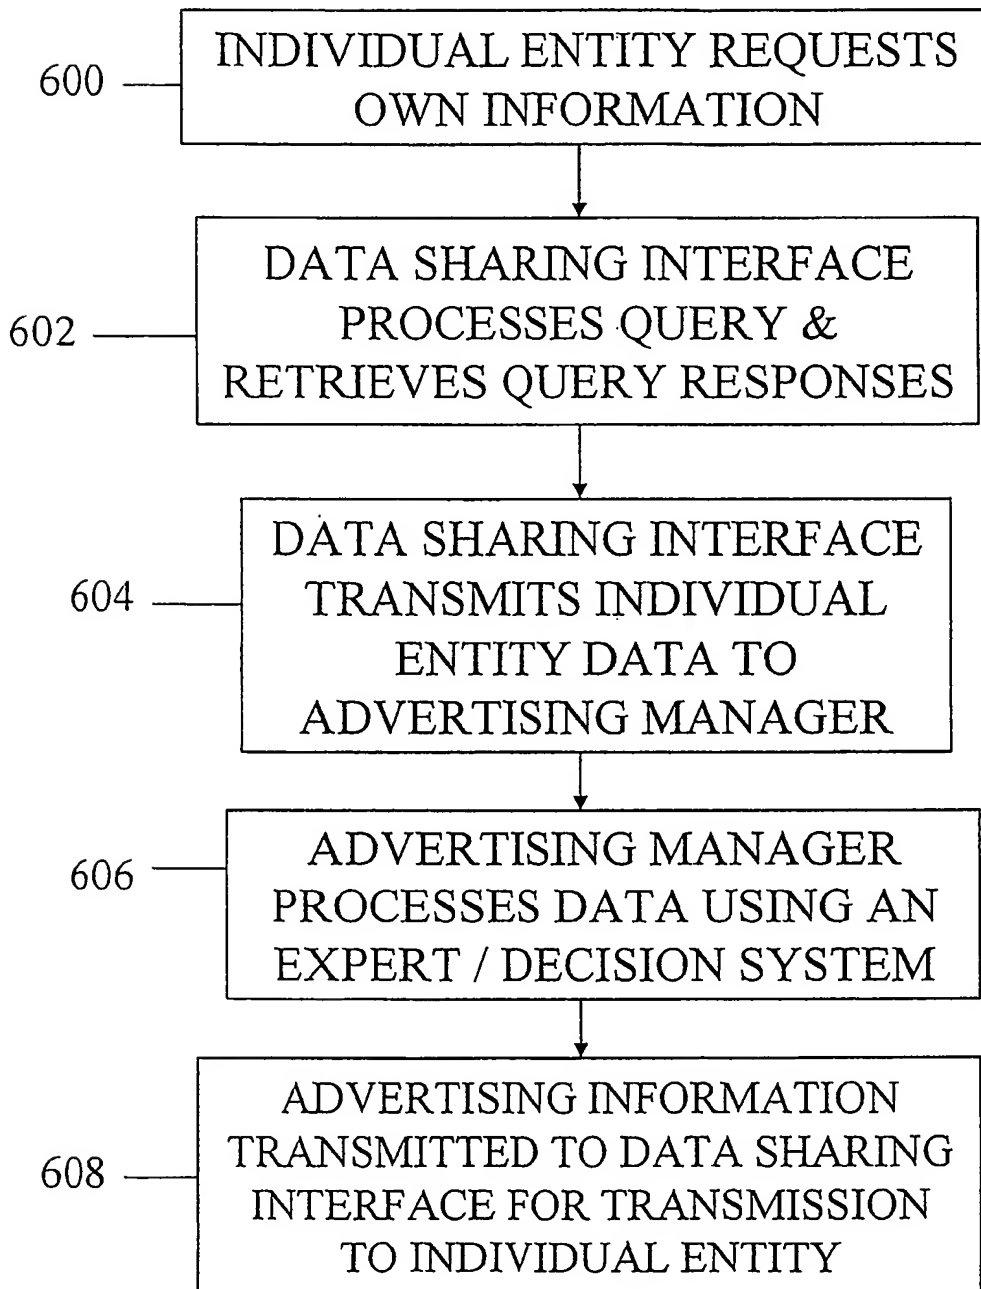 600
INDIVIDUAL ENTITY REQUESTS
OWN INFORMATION
602
DATA SHARING INTERFACE
PROCESSES QUERY &
RETRIEVES QUERY RESPONSES
604
DATA SHARING INTERFACE
TRANSMITS INDIVIDUAL
ENTITY DATA TO
ADVERTISING MANAGER
606
ADVERTISING MANAGER
PROCESSES DATA USING AN
EXPERT / DECISION SYSTEM
608
ADVERTISING INFORMATION
TRANSMITTED TO DATA SHARING
INTERFACE FOR TRANSMISSION
TO INDIVIDUAL ENTITY